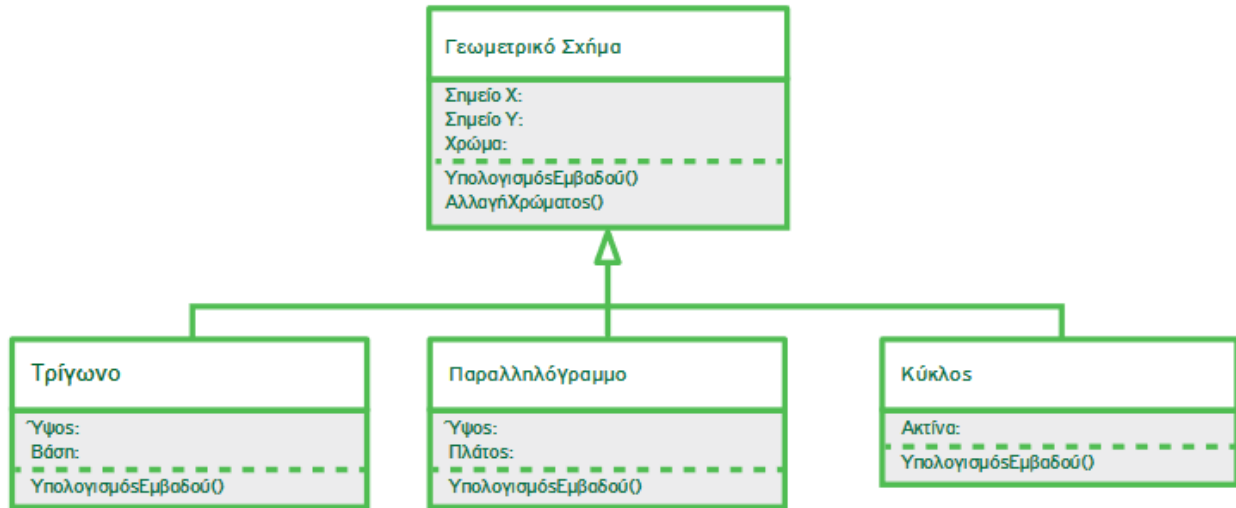 Γεωμετρικό Σχήμα
Σημείο Χ:
Σημείο Υ:
Χρώμα:
ΥπολογισμόςΕμβαδού()
ΑλλαγήΧρώματος()
Τρίγωνο
Ύψος:
Βάση:
ΥπολογισμόςΕμβαδού()
Παραλληλόγραμμο
Ύψος:
Πλάτος:
ΥπολογισμόςΕμβαδού()
Κύκλος
Ακτίνα:
ΥπολογισμόςΕμβαδού()